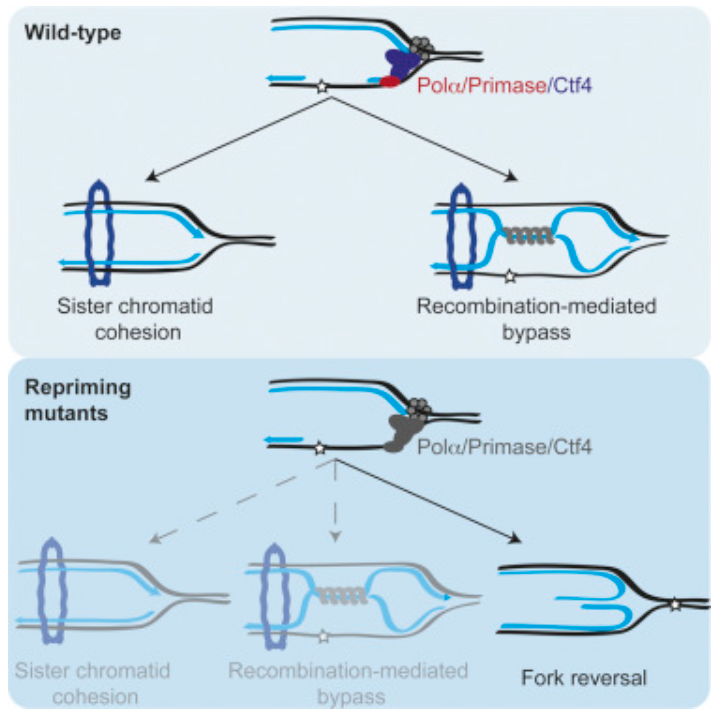 Wild-type
Polα/Primase/Ctf4
Sister chromatid
cohesion
Recombination-mediated
bypass
Repriming
mutants
Polα/Primase/Ctf4
Sister chromatid
cohesion
Recombination-mediated
bypass
Fork reversal